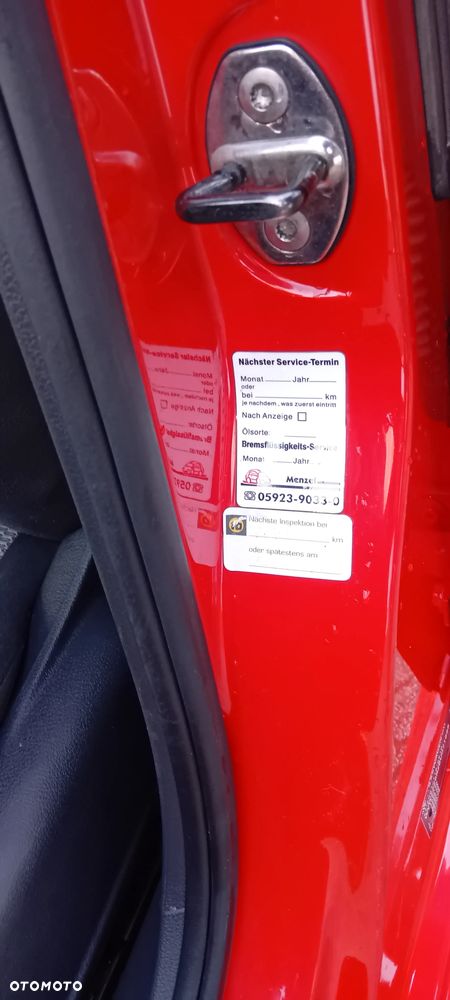 Nächster Service-Termin
Monat Jahr
oder
bei km
je nachdem, was zuerst eintritt
Nach Anzeige
Ölsorte:
Bremsflüssigkeits-Service
Monat Jahr
Menzel
05923-9033-0
Nächste Inspektion bei
km
oder spätestens am
OTOMOTO